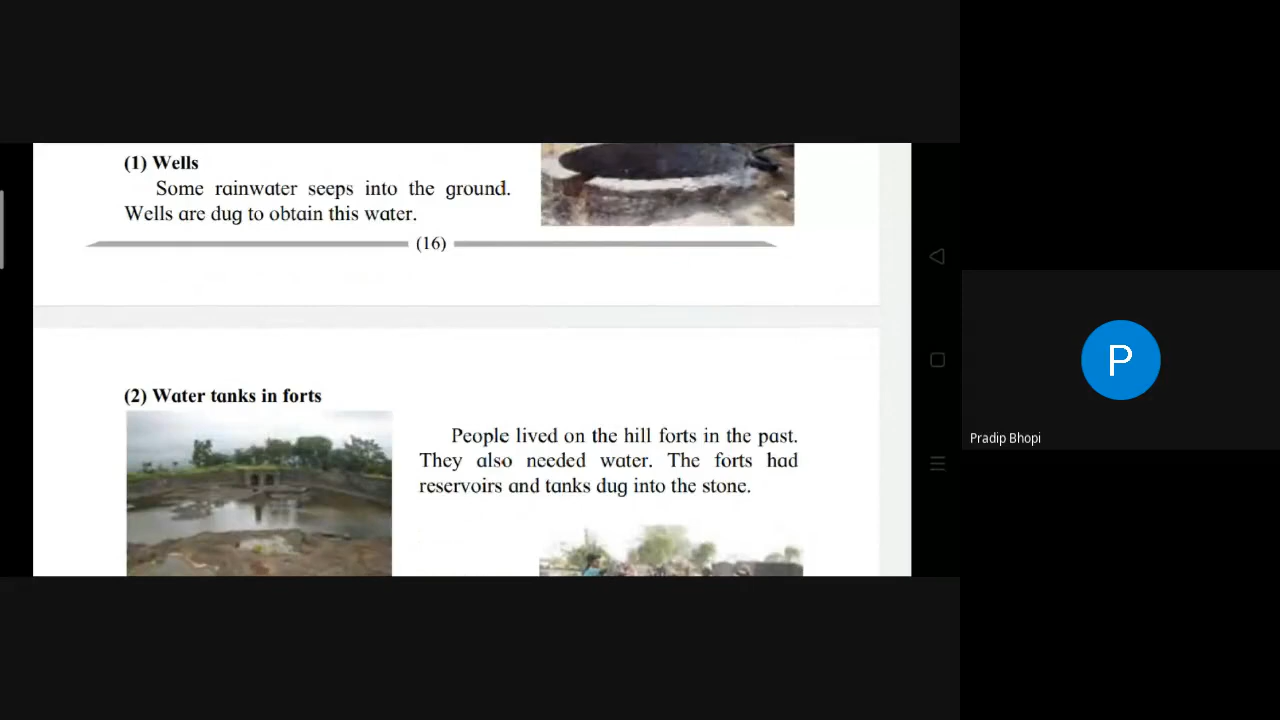 (1) Wells
Some rainwater seeps into the ground.
Wells are dug to obtain this water.
(16)
(2) Water tanks in forts
People lived on the hill forts in the past.
They also needed water. The forts had
reservoirs and tanks dug into the stone.
P
Pradip Bhopi